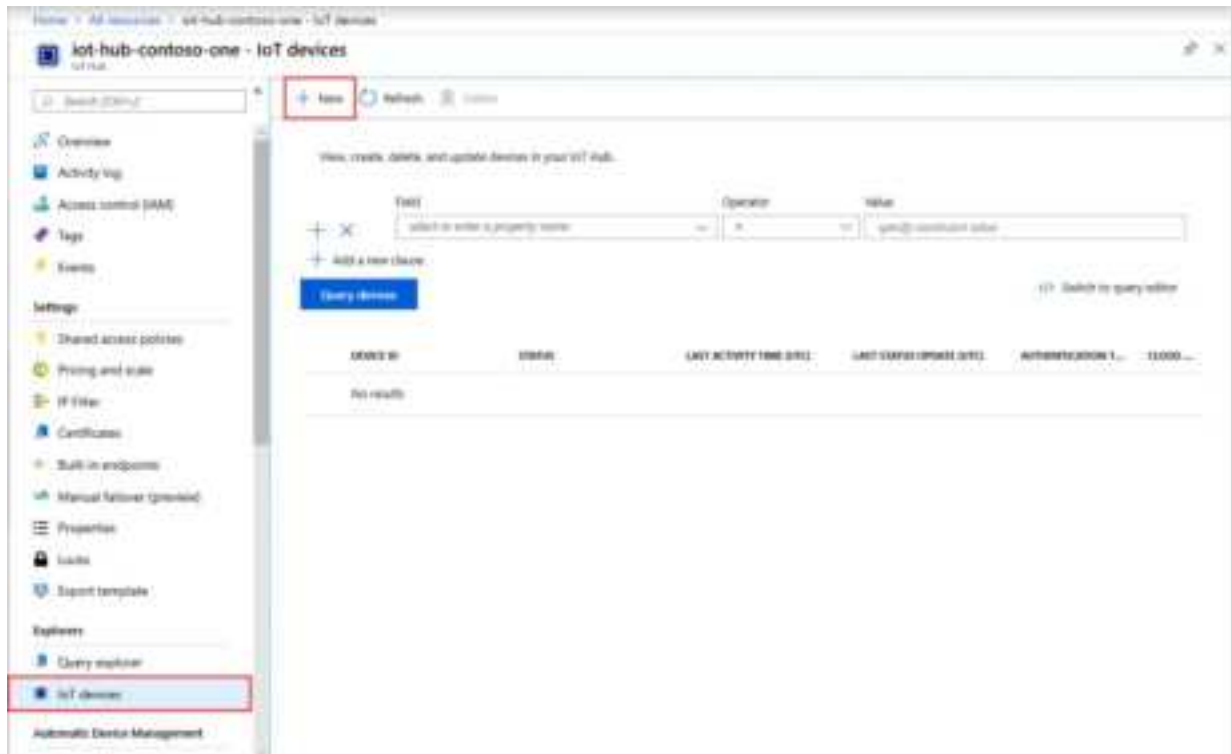 Home > All resources > iot-hub-contoso-one - IoT devices
iot-hub-contoso-one - IoT devices
IoT Hub
Search (Ctrl+/)
New
Refresh
Delete
Overview
Activity log
Access control (IAM)
Tags
Events
Settings
Shared access policies
Pricing and scale
IP Filter
Certificates
Built-in endpoints
Manual failover (preview)
Properties
Locks
Export template
Explorers
Query explorer
IoT devices
Automatic Device Management
View, create, delete, and update devices in your IoT Hub.
Field
Operator
Value
select or enter a property name
=
specify constraint value
Add a new clause
Query devices
</> Switch to query editor
DEVICE ID
STATUS
LAST ACTIVITY TIME (UTC)
LAST STATUS UPDATE (UTC)
AUTHENTICATION T...
CLOUD ...
No results